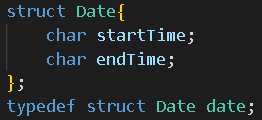 struct Date{
    char startTime;
    char endTime;
};
typedef struct Date date;